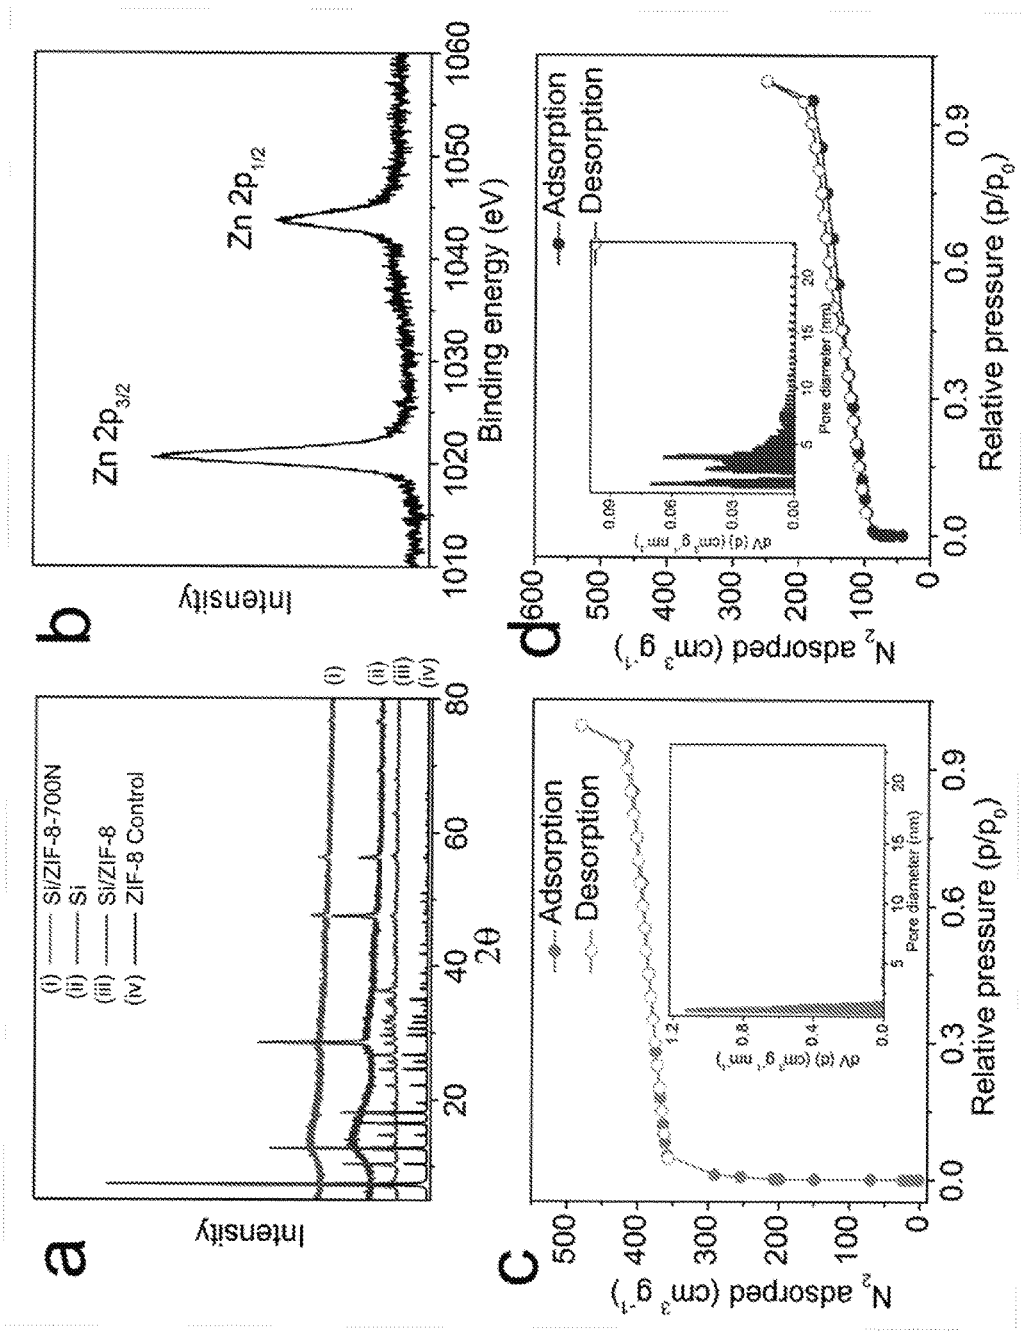 a
Intensity
(i) Si/ZIF-8-700N
(ii) Si
(iii) Si/ZIF-8
(iv) ZIF-8 Control
(i)
(ii)
(iii)
(iv)
20 40 60 80
2θ
b
Intensity
Zn 2p3/2
Zn 2p1/2
1010 1020 1030 1040 1050 1060
Binding energy (eV)
c
N2 adsorped (cm³ g⁻¹)
500
400
300
200
100
0
Adsorption
Desorption
dV (d) (cm³ g⁻¹ nm⁻¹)
1.2
0.8
0.4
0.0
5 10 15 20
Pore diameter (nm)
0.0 0.3 0.6 0.9
Relative pressure (p/p0)
d
N2 adsorped (cm³ g⁻¹)
600
500
400
300
200
100
0
Adsorption
Desorption
dV (d) (cm³ g⁻¹ nm⁻¹)
0.09
0.06
0.03
0.00
5 10 15 20
Pore diameter (nm)
0.0 0.3 0.6 0.9
Relative pressure (p/p0)